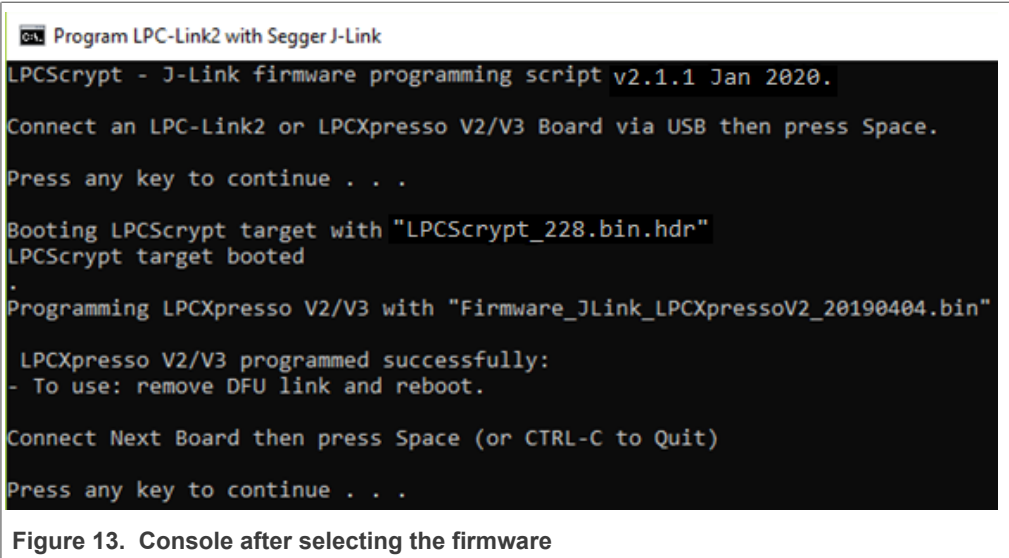 Program LPC-Link2 with Segger J-Link
LPCScrypt - J-Link firmware programming script v2.1.1 Jan 2020.
Connect an LPC-Link2 or LPCXpresso V2/V3 Board via USB then press Space.
Press any key to continue . . .
Booting LPCScrypt target with "LPCScrypt_228.bin.hdr"
LPCScrypt target booted
.
Programming LPCXpresso V2/V3 with "Firmware_JLink_LPCXpressoV2_20190404.bin"
LPCXpresso V2/V3 programmed successfully:
- To use: remove DFU link and reboot.
Connect Next Board then press Space (or CTRL-C to Quit)
Press any key to continue . . .
Figure 13. Console after selecting the firmware